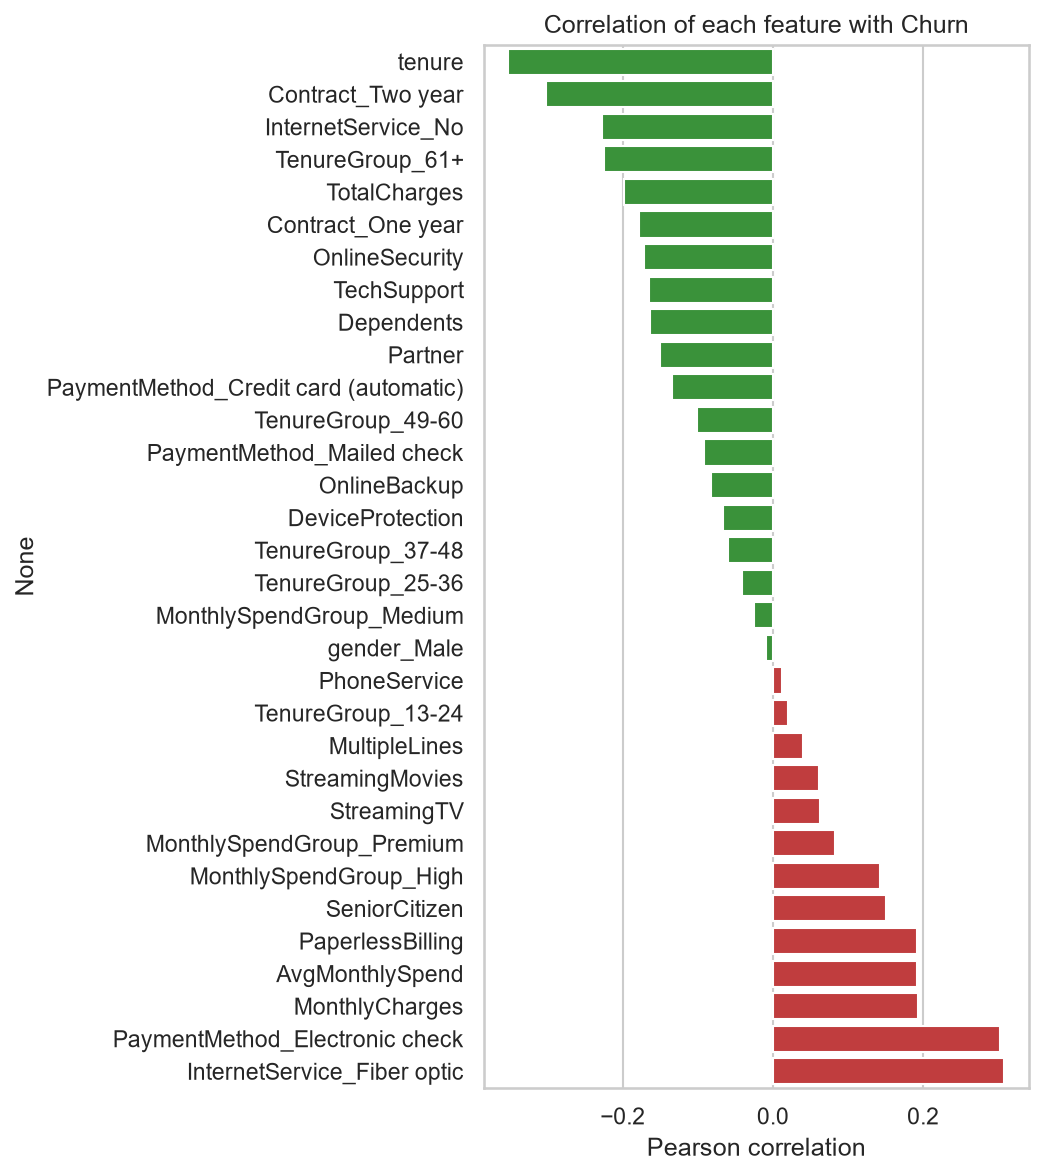 Correlation of each feature with Churn
tenure
Contract_Two year
InternetService_No
TenureGroup_61+
TotalCharges
Contract_One year
OnlineSecurity
TechSupport
Dependents
Partner
PaymentMethod_Credit card (automatic)
TenureGroup_49-60
PaymentMethod_Mailed check
OnlineBackup
DeviceProtection
TenureGroup_37-48
TenureGroup_25-36
MonthlySpendGroup_Medium
gender_Male
PhoneService
TenureGroup_13-24
MultipleLines
StreamingMovies
StreamingTV
MonthlySpendGroup_Premium
MonthlySpendGroup_High
SeniorCitizen
PaperlessBilling
AvgMonthlySpend
MonthlyCharges
PaymentMethod_Electronic check
InternetService_Fiber optic
None
−0.2 0.0 0.2
Pearson correlation